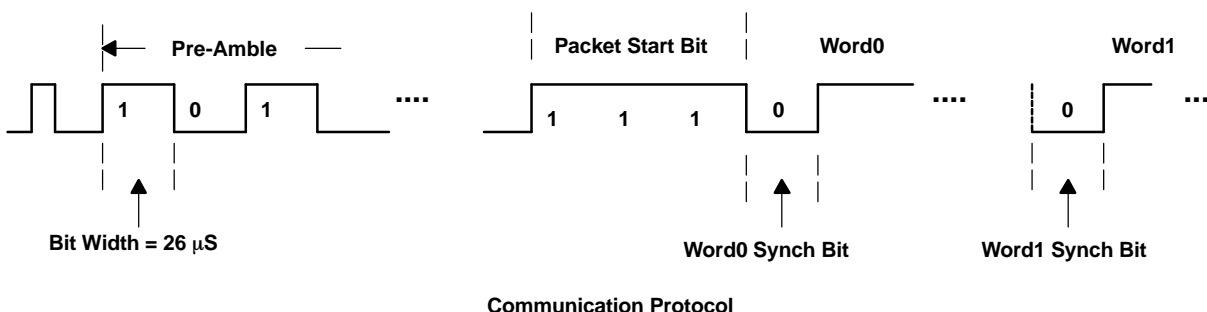 Pre-Amble Packet Start Bit Word0 Word1
1 0 1 .... 1 1 1 0 .... 0 ...
Bit Width = 26 μS
Word0 Synch Bit Word1 Synch Bit
Communication Protocol